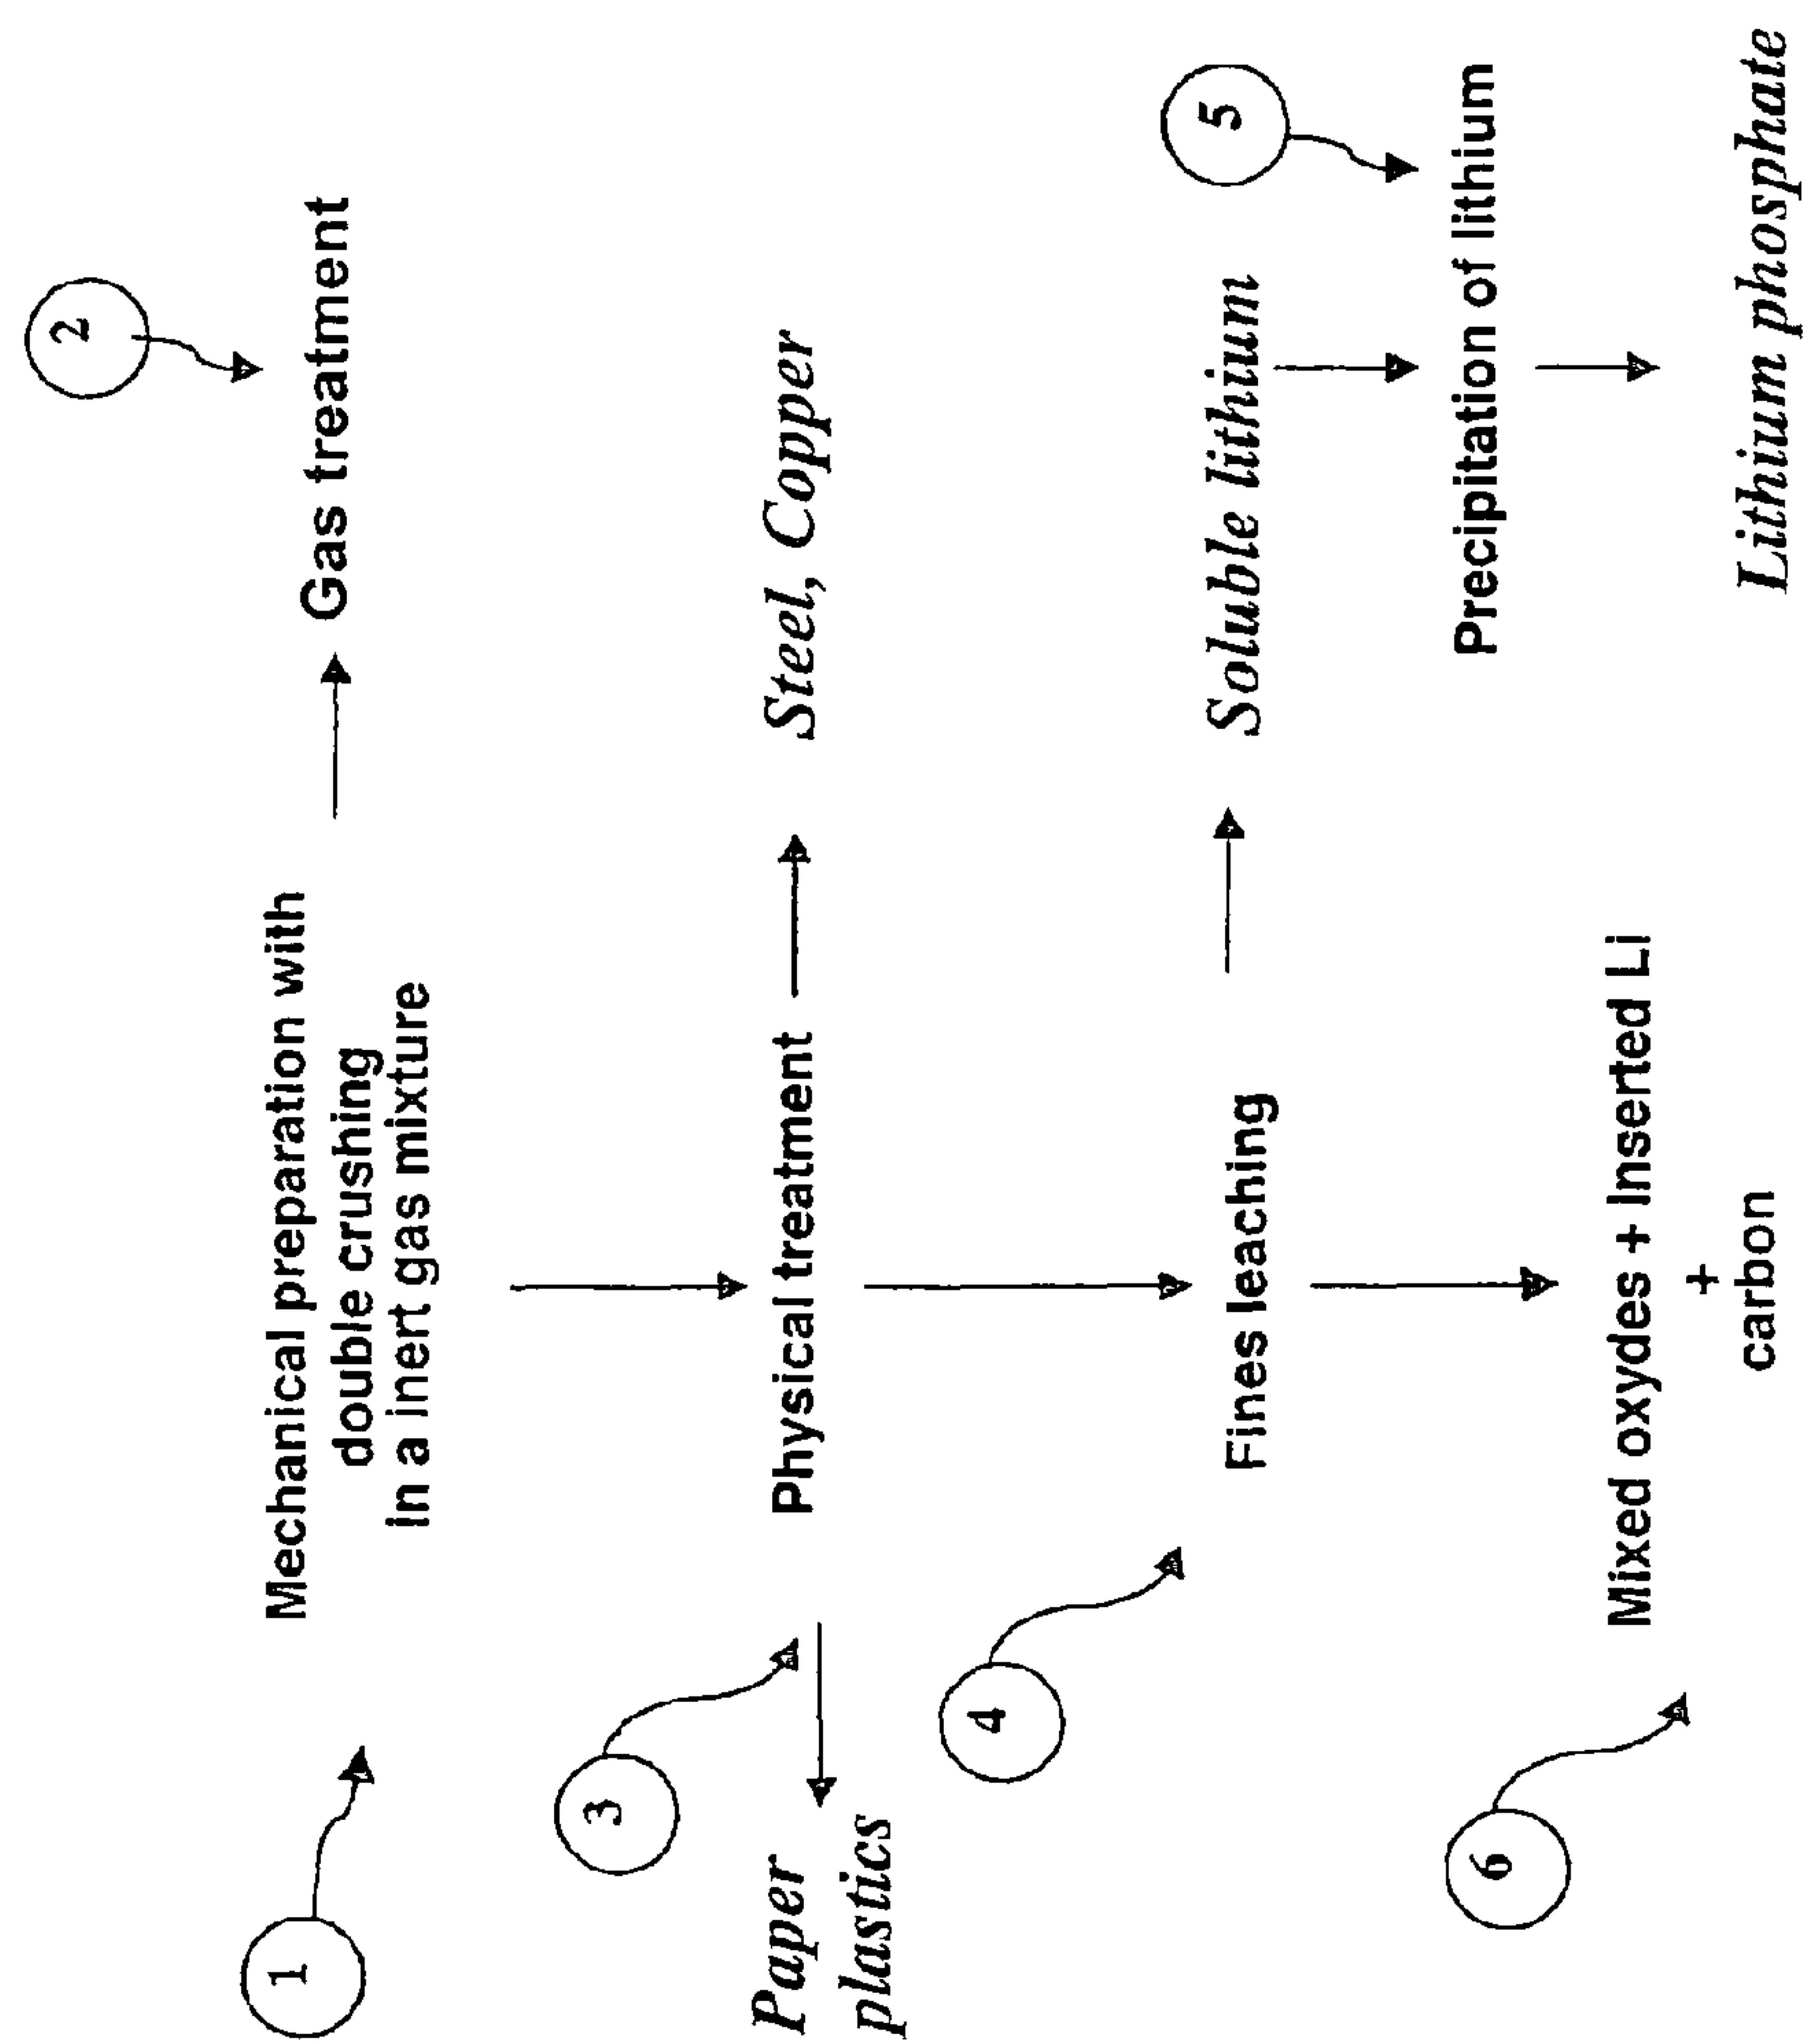 2
Gas treatment
1
Mechanical preparation with
double crushing
in a inert gas mixture
3
Paper
plastics
Physical treatment
Steel, Copper
4
Fines leaching
Soluble lithium
5
Precipitation of lithium
Lithium phosphate
6
Mixed oxydes + Inserted Li
+
carbon